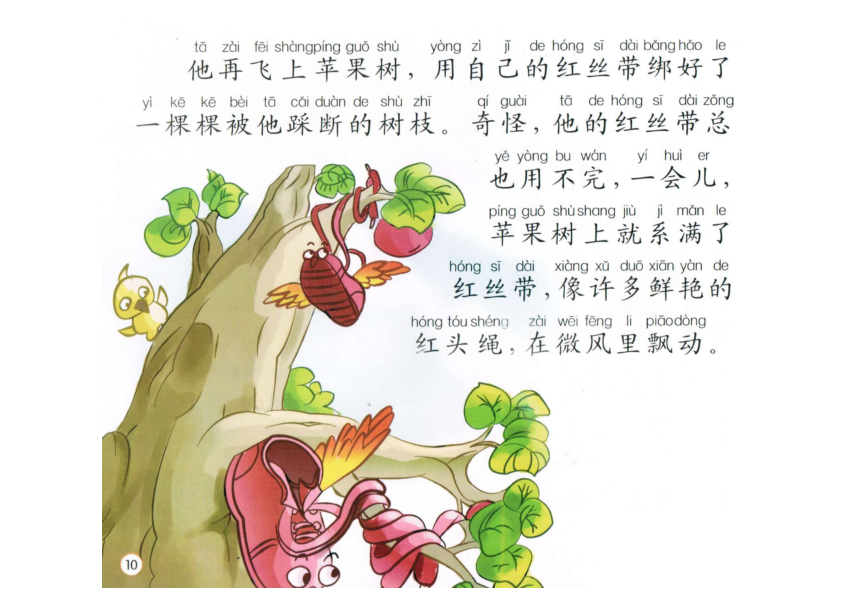 tā zài fēi shàngpíng guǒ shù yòng zì jǐ de hóng sī dài bǎng hǎo le
他再飞上苹果树，用自己的红丝带绑好了
yì kē kē bèi tā cǎi duàn de shù zhī qí guài tā de hóng sī dài zǒng
一棵棵被他踩断的树枝。奇怪，他的红丝带总
yě yòng bu wán yí huì er
也用不完，一会儿，
píng guǒ shù shang jiù jì mǎn le
苹果树上就系满了
hóng sī dài xiàng xǔ duō xiān yàn de
红丝带，像许多鲜艳的
hóng tóu shéng zài wēi fēng li piāo dòng
红头绳，在微风里飘动。
10